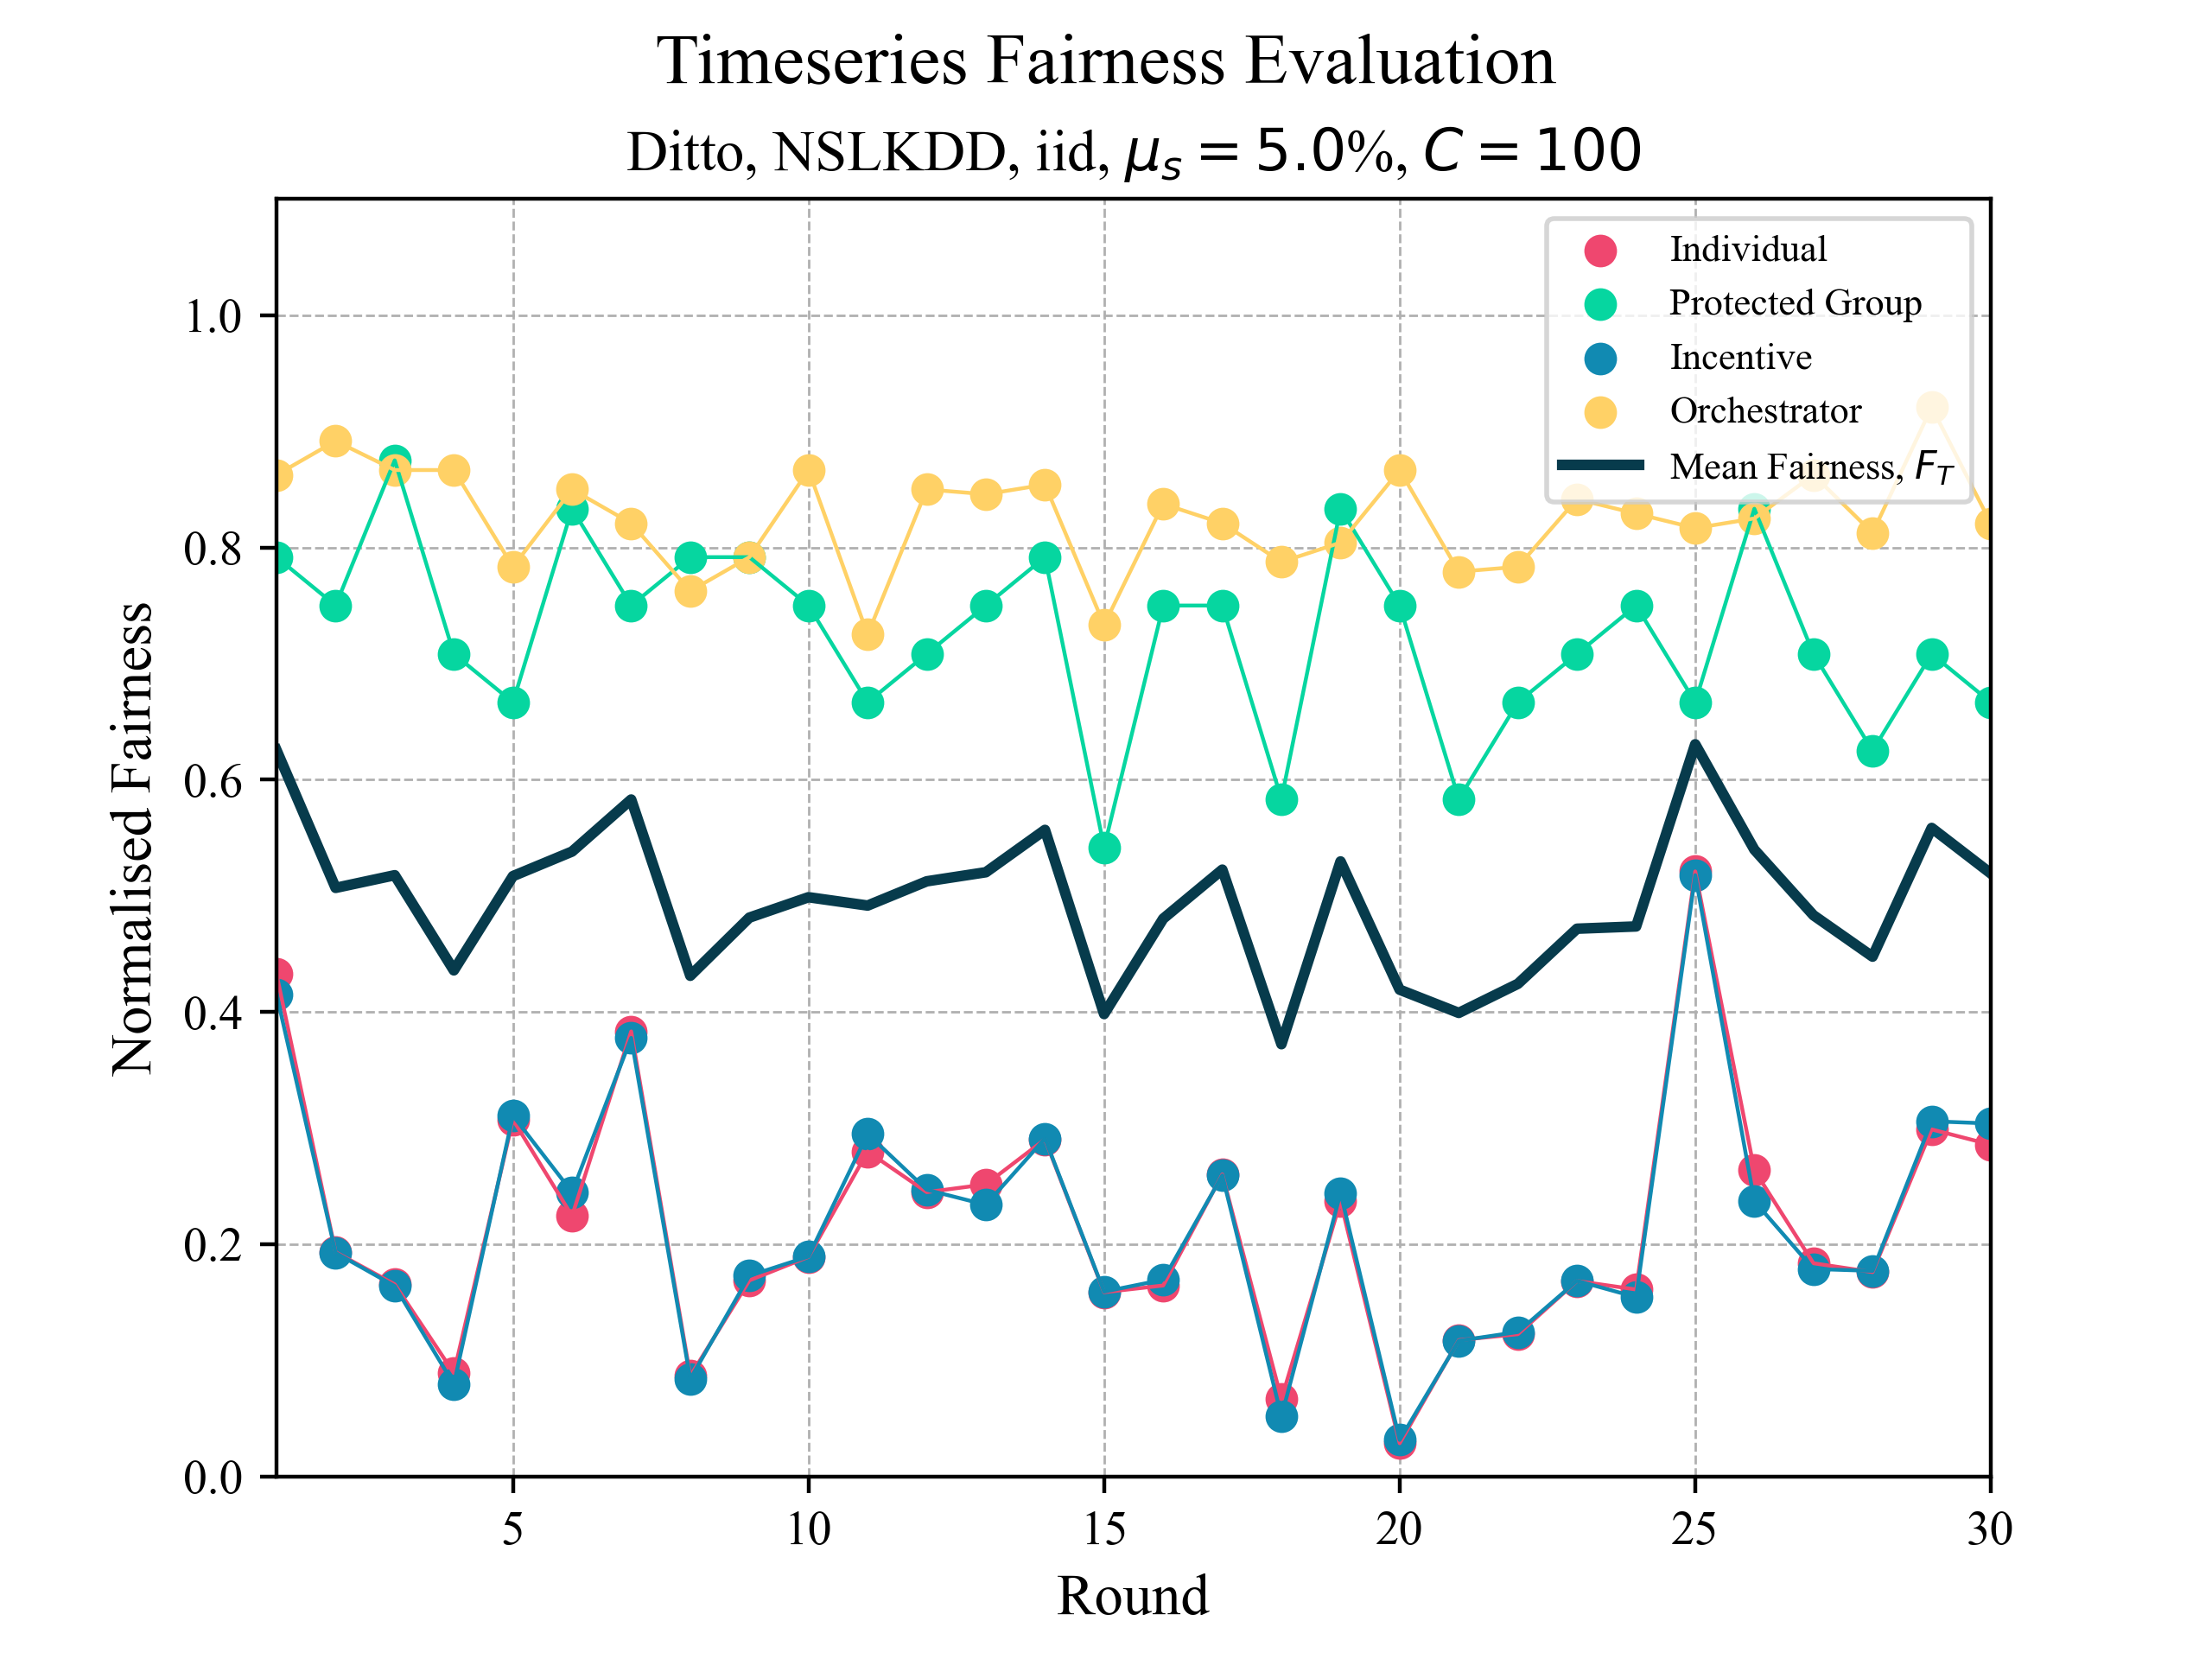 Timeseries Fairness Evaluation
Ditto, NSLKDD, iid, μₛ = 5.0%, C = 100
Individual
Protected Group
Incentive
Orchestrator
Mean Fairness, F_T
Normalised Fairness
1.0
0.8
0.6
0.4
0.2
0.0
5 10 15 20 25 30
Round